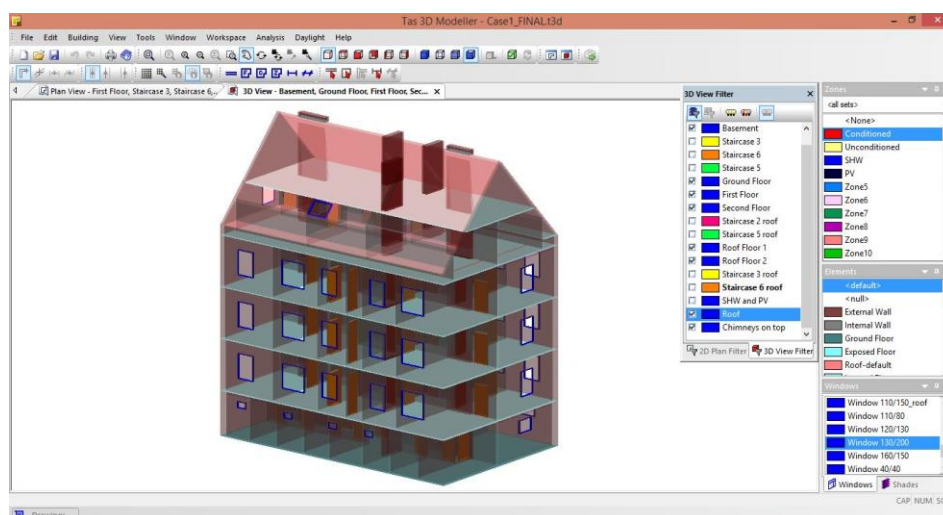 Tas 3D Modeller - Case1_FINAL.t3d
File Edit Building View Tools Window Workspace Analysis Daylight Help
Plan View - First Floor, Staircase 3, Staircase 6,...
3D View - Basement, Ground Floor, First Floor, Sec... x
3D View Filter
Basement
Staircase 3
Staircase 6
Staircase 5
Ground Floor
First Floor
Second Floor
Staircase 2 roof
Staircase 5 roof
Roof Floor 1
Roof Floor 2
Staircase 3 roof
Staircase 6 roof
SHW and PV
Roof
Chimneys on top
2D Plan Filter 3D View Filter
Zones
<all sets>
<None>
Conditioned
Unconditioned
SHW
PV
Zone5
Zone6
Zone7
Zone8
Zone9
Zone10
Elements
<default>
<null>
External Wall
Internal Wall
Ground Floor
Exposed Floor
Roof-default
Windows
Window 110/150_roof
Window 110/80
Window 120/130
Window 130/200
Window 160/150
Window 40/40
Windows Shades
CAP NUM SC
Drawings